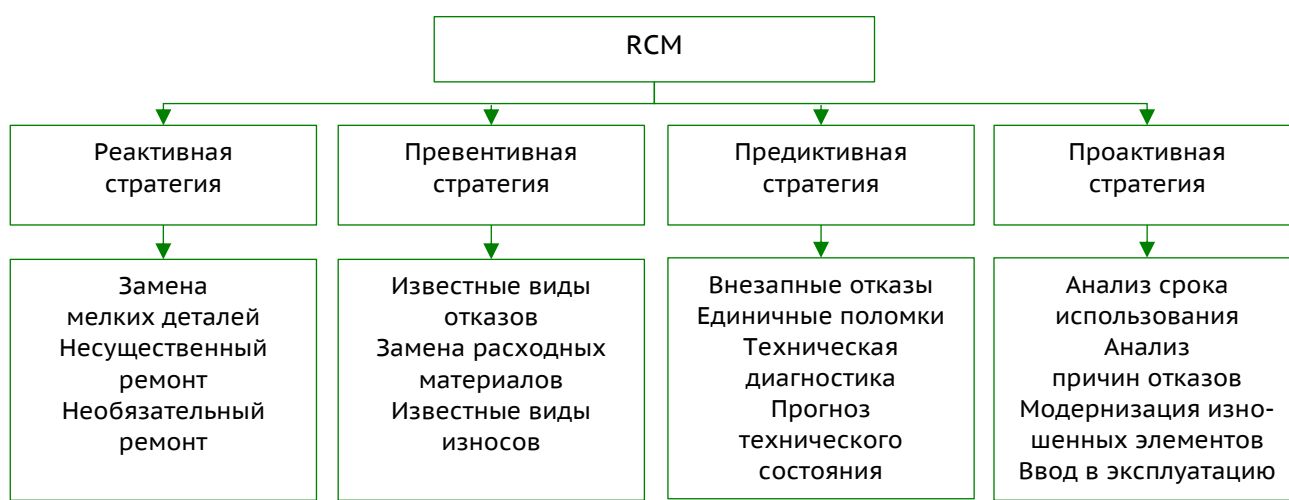 RCM
Реактивная
стратегия
Превентивная
стратегия
Предиктивная
стратегия
Проактивная
стратегия
Замена
мелких деталей
Несущественный
ремонт
Необязательный
ремонт
Известные виды
отказов
Замена расходных
материалов
Известные виды
износов
Внезапные отказы
Единичные поломки
Техническая
диагностика
Прогноз
технического
состояния
Анализ срока
использования
Анализ
причин отказов
Модернизация изно-
шенных элементов
Ввод в эксплуатацию